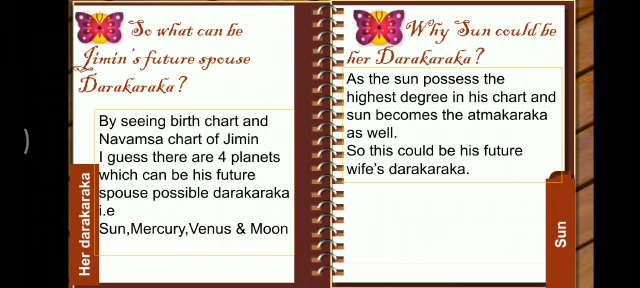 So what can be
Jimin's future spouse
Darakaraka?
By seeing birth chart and
Navamsa chart of Jimin
I guess there are 4 planets
which can be his future
spouse possible darakaraka
i.e
Sun,Mercury,Venus & Moon
Her darakaraka
Why Sun could be
her Darakaraka?
As the sun possess the
highest degree in his chart and
sun becomes the atmakaraka
as well.
So this could be his future
wife's darakaraka.
Sun